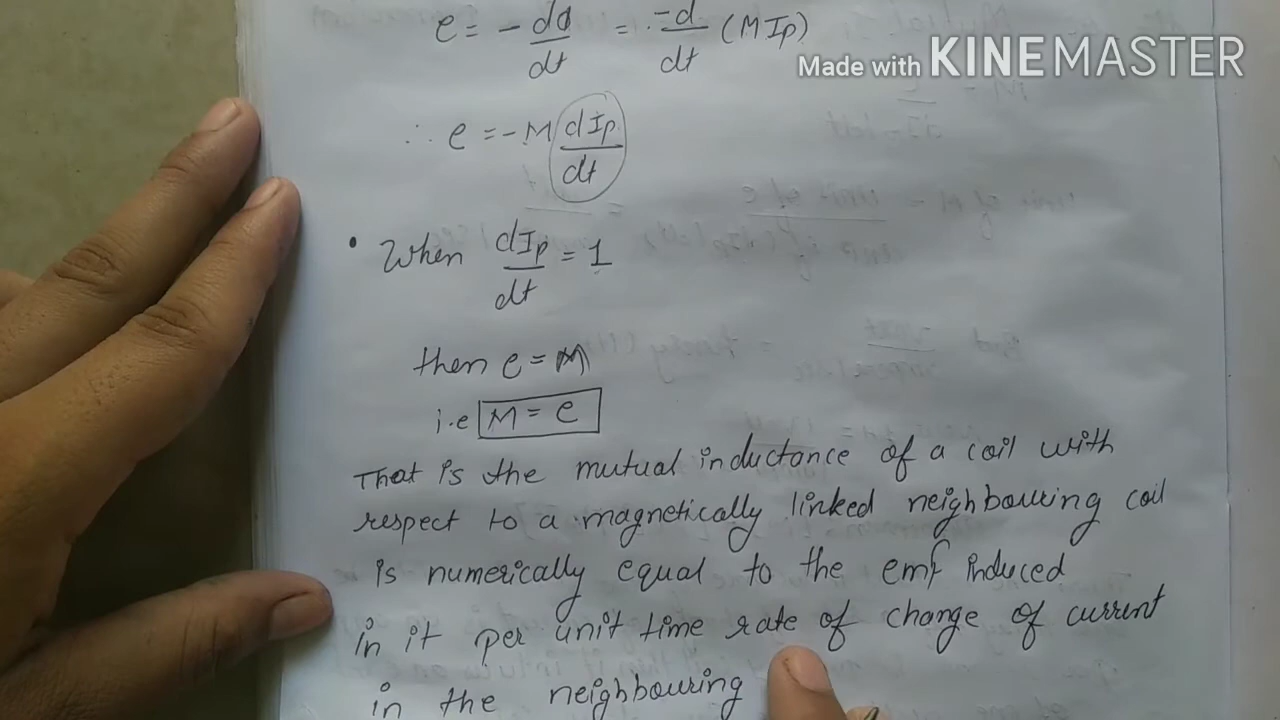 e = - dφ/dt = -d/dt (M Ip)
Made with KINEMASTER
∴ e = -M dIp/dt
• When dIp/dt = 1
then e = M
i.e M = e
That is the mutual inductance of a coil with
respect to a magnetically linked neighbouring coil
is numerically equal to the emf induced
in it per unit time rate of change of current
in the neighbouring